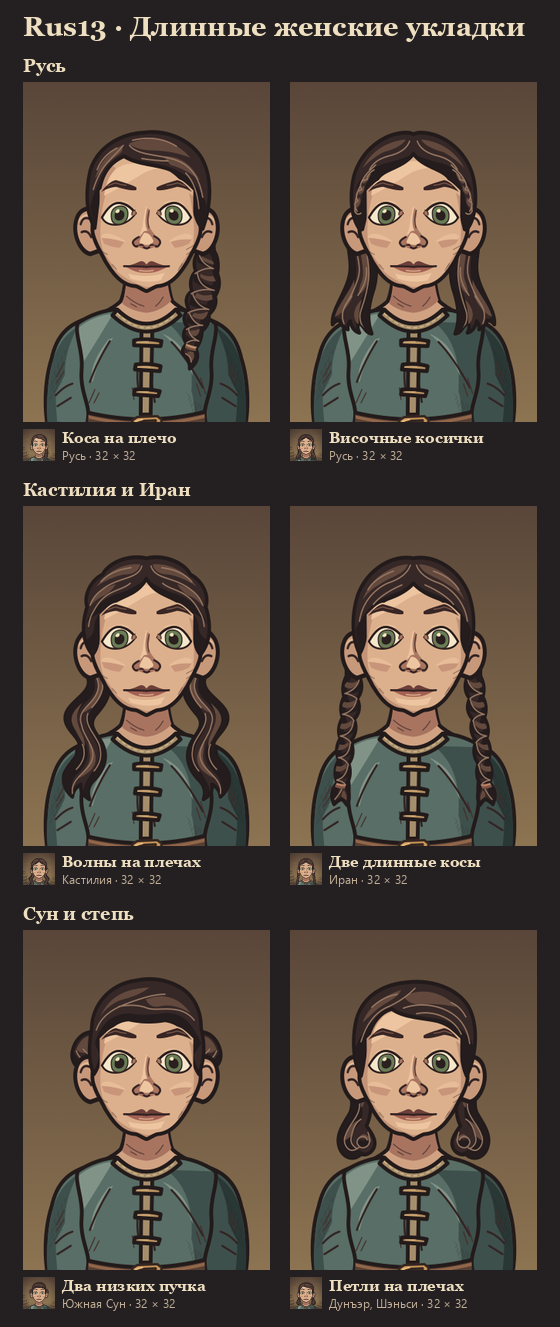 Rus13 · Длинные женские укладки
Русь
Коса на плечо
Русь · 32 × 32
Височные косички
Русь · 32 × 32
Кастилия и Иран
Волны на плечах
Кастилия · 32 × 32
Две длинные косы
Иран · 32 × 32
Сун и степь
Два низких пучка
Южная Сун · 32 × 32
Петли на плечах
Дунъэр, Шэньси · 32 × 32